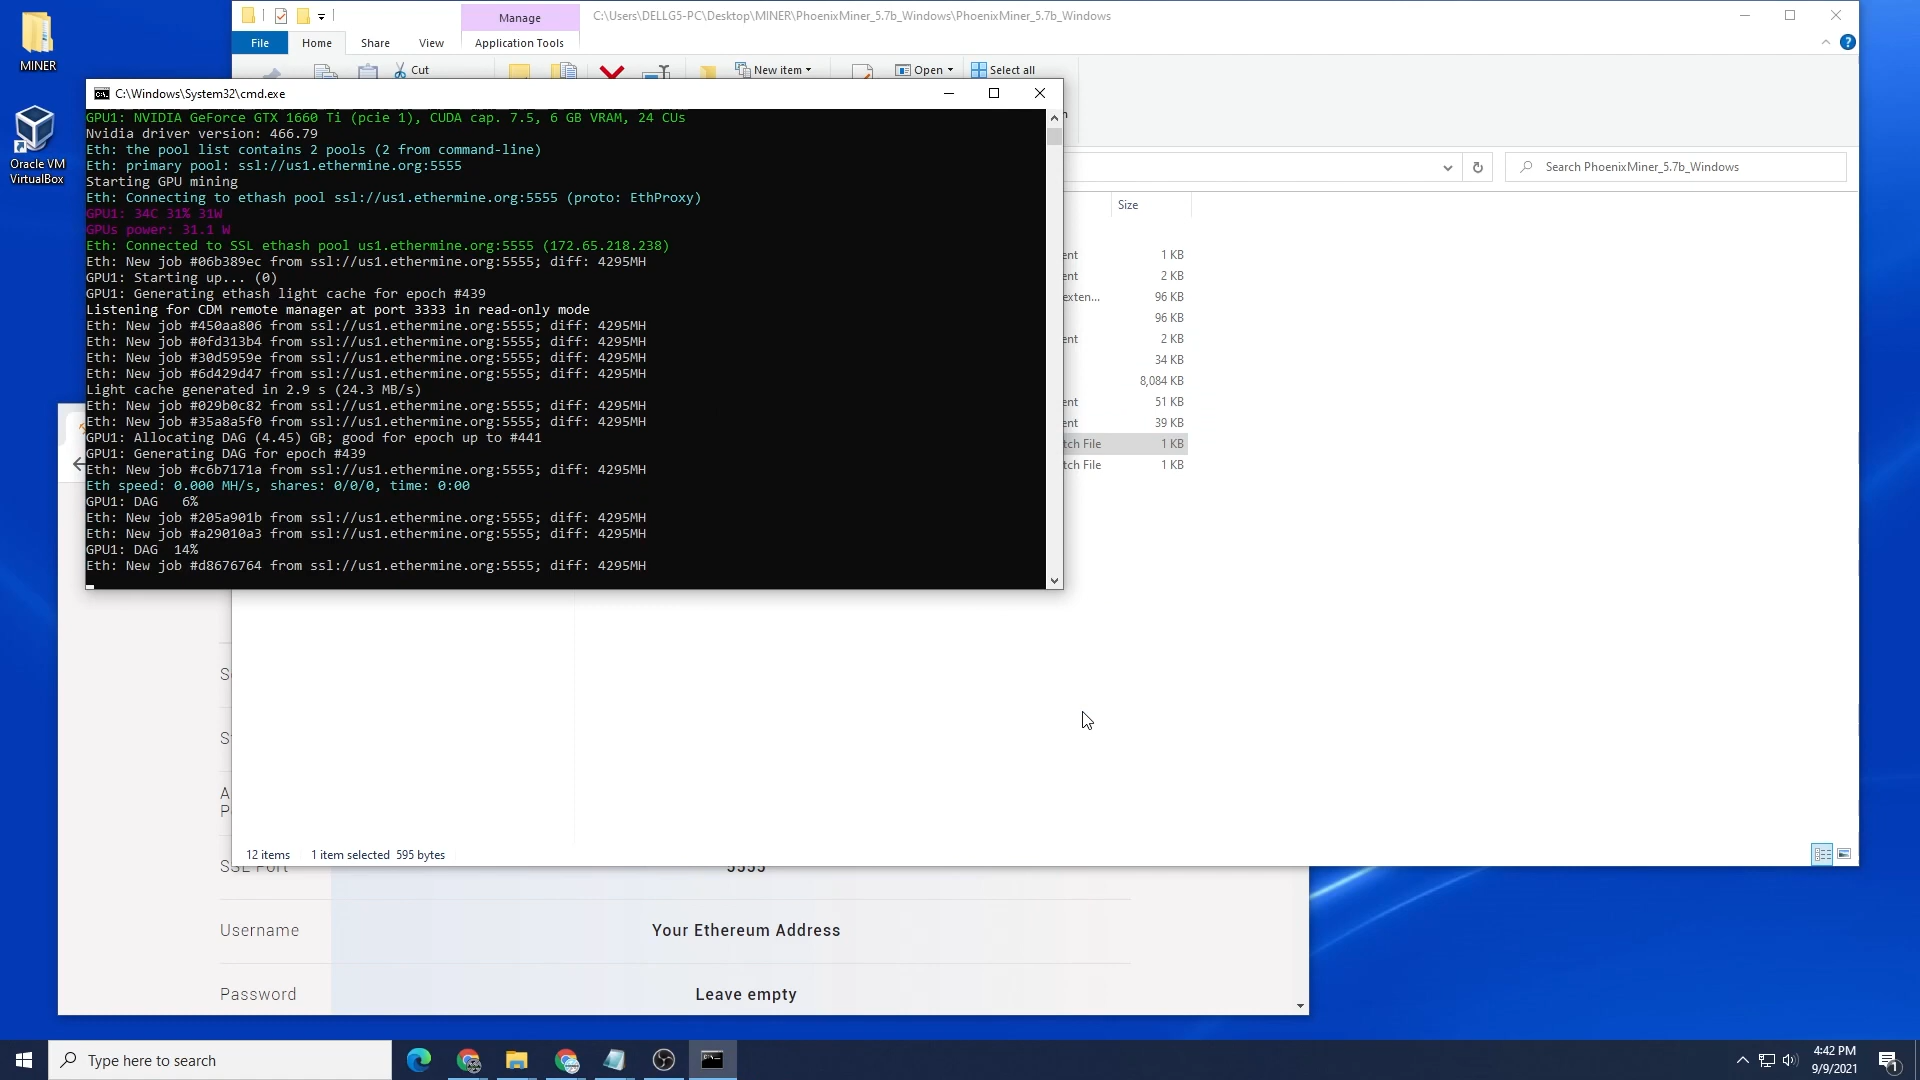 MINER
Oracle VM
VirtualBox
Manage
C:\Users\DELLG5-PC\Desktop\MINER\PhoenixMiner_5.7b_Windows\PhoenixMiner_5.7b_Windows
File
Home
Share
View
Application Tools
Cut
New item
Open
Select all
C:\Windows\System32\cmd.exe
GPU1: NVIDIA GeForce GTX 1660 Ti (pcie 1), CUDA cap. 7.5, 6 GB VRAM, 24 CUs
Nvidia driver version: 466.79
Eth: the pool list contains 2 pools (2 from command-line)
Eth: primary pool: ssl://us1.ethermine.org:5555
Starting GPU mining
Eth: Connecting to ethash pool ssl://us1.ethermine.org:5555 (proto: EthProxy)
GPU1: 34C 31% 31W
GPUs power: 31.1 W
Eth: Connected to SSL ethash pool us1.ethermine.org:5555 (172.65.218.238)
Eth: New job #06b389ec from ssl://us1.ethermine.org:5555; diff: 4295MH
GPU1: Starting up... (0)
GPU1: Generating ethash light cache for epoch #439
Listening for CDM remote manager at port 3333 in read-only mode
Eth: New job #450aa806 from ssl://us1.ethermine.org:5555; diff: 4295MH
Eth: New job #0fd313b4 from ssl://us1.ethermine.org:5555; diff: 4295MH
Eth: New job #30d5959e from ssl://us1.ethermine.org:5555; diff: 4295MH
Eth: New job #6d429d47 from ssl://us1.ethermine.org:5555; diff: 4295MH
Light cache generated in 2.9 s (24.3 MB/s)
Eth: New job #029b0c82 from ssl://us1.ethermine.org:5555; diff: 4295MH
Eth: New job #35a8a5f0 from ssl://us1.ethermine.org:5555; diff: 4295MH
GPU1: Allocating DAG (4.45) GB; good for epoch up to #441
GPU1: Generating DAG for epoch #439
Eth: New job #c6b7171a from ssl://us1.ethermine.org:5555; diff: 4295MH
Eth speed: 0.000 MH/s, shares: 0/0/0, time: 0:00
GPU1: DAG 6%
Eth: New job #205a901b from ssl://us1.ethermine.org:5555; diff: 4295MH
Eth: New job #a29010a3 from ssl://us1.ethermine.org:5555; diff: 4295MH
GPU1: DAG 14%
Eth: New job #d8676764 from ssl://us1.ethermine.org:5555; diff: 4295MH
Search PhoenixMiner_5.7b_Windows
Size
ent 1 KB
ent 2 KB
exten... 96 KB
96 KB
ent 2 KB
34 KB
8,084 KB
ent 51 KB
ent 39 KB
tch File 1 KB
tch File 1 KB
12 items
1 item selected 595 bytes
SSL Port 5555
Username Your Ethereum Address
Password Leave empty
Type here to search
4:42 PM
9/9/2021
1